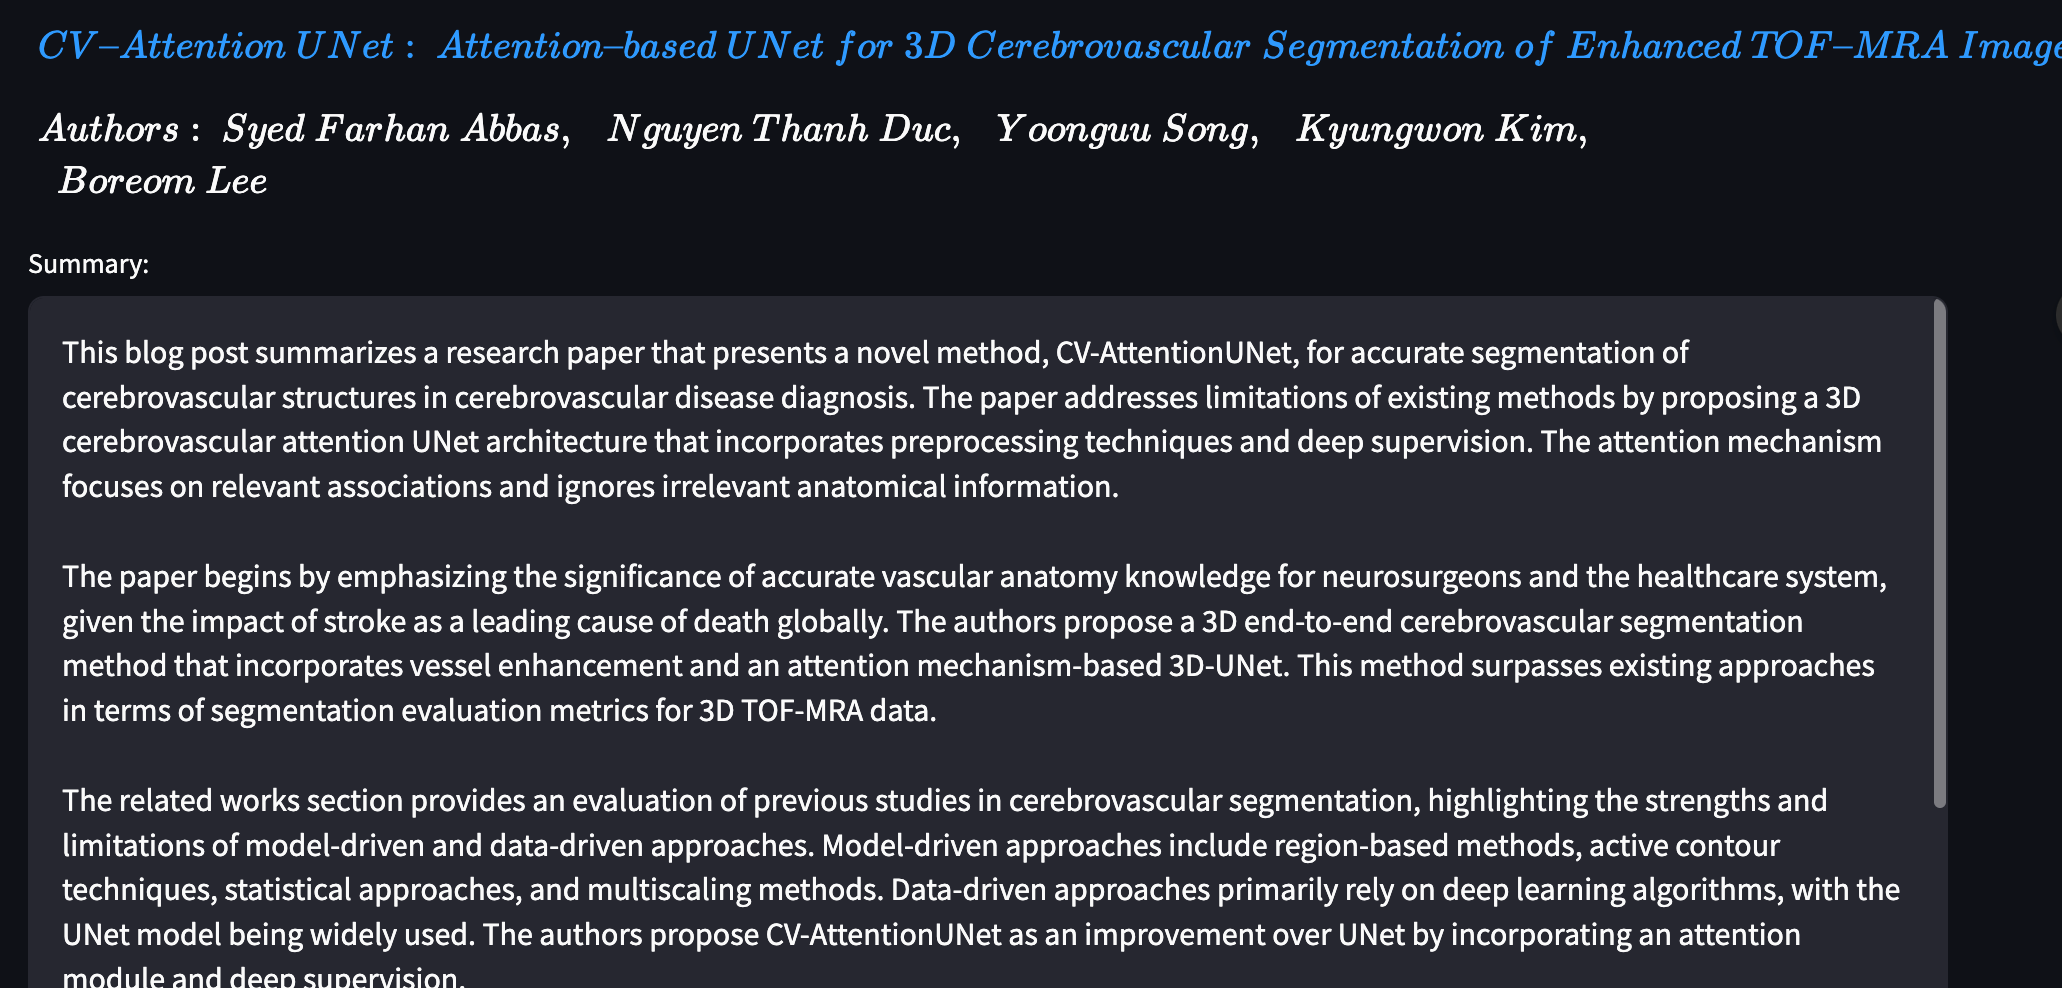 CV–Attention UNet : Attention–based UNet for 3D Cerebrovascular Segmentation of Enhanced TOF–MRA Image
Authors : Syed Farhan Abbas, Nguyen Thanh Duc, Yoonguu Song, Kyungwon Kim,
Boreom Lee
Summary:
This blog post summarizes a research paper that presents a novel method, CV-AttentionUNet, for accurate segmentation of
cerebrovascular structures in cerebrovascular disease diagnosis. The paper addresses limitations of existing methods by proposing a 3D
cerebrovascular attention UNet architecture that incorporates preprocessing techniques and deep supervision. The attention mechanism
focuses on relevant associations and ignores irrelevant anatomical information.
The paper begins by emphasizing the significance of accurate vascular anatomy knowledge for neurosurgeons and the healthcare system,
given the impact of stroke as a leading cause of death globally. The authors propose a 3D end-to-end cerebrovascular segmentation
method that incorporates vessel enhancement and an attention mechanism-based 3D-UNet. This method surpasses existing approaches
in terms of segmentation evaluation metrics for 3D TOF-MRA data.
The related works section provides an evaluation of previous studies in cerebrovascular segmentation, highlighting the strengths and
limitations of model-driven and data-driven approaches. Model-driven approaches include region-based methods, active contour
techniques, statistical approaches, and multiscaling methods. Data-driven approaches primarily rely on deep learning algorithms, with the
UNet model being widely used. The authors propose CV-AttentionUNet as an improvement over UNet by incorporating an attention
module and deep supervision.